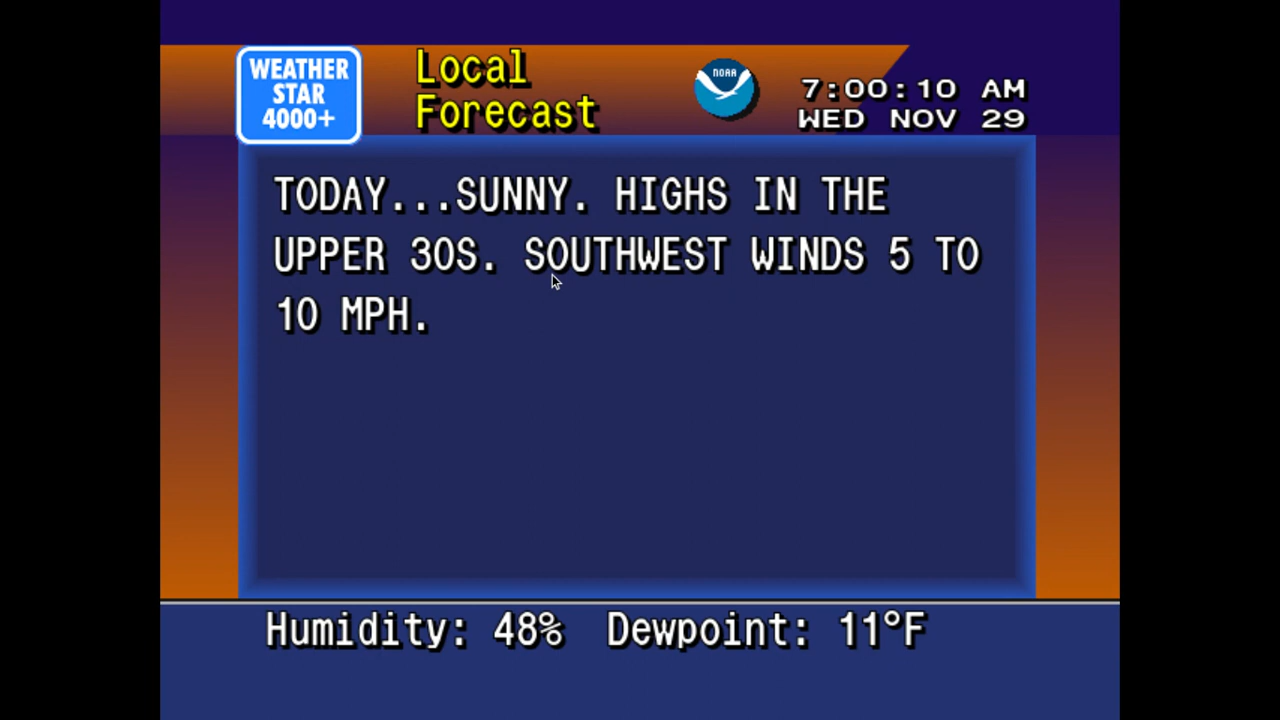 WEATHER
STAR
4000+
Local
Forecast
NOAA
7:00:10 AM
WED NOV 29
TODAY...SUNNY. HIGHS IN THE
UPPER 30S. SOUTHWEST WINDS 5 TO
10 MPH.
Humidity: 48% Dewpoint: 11°F